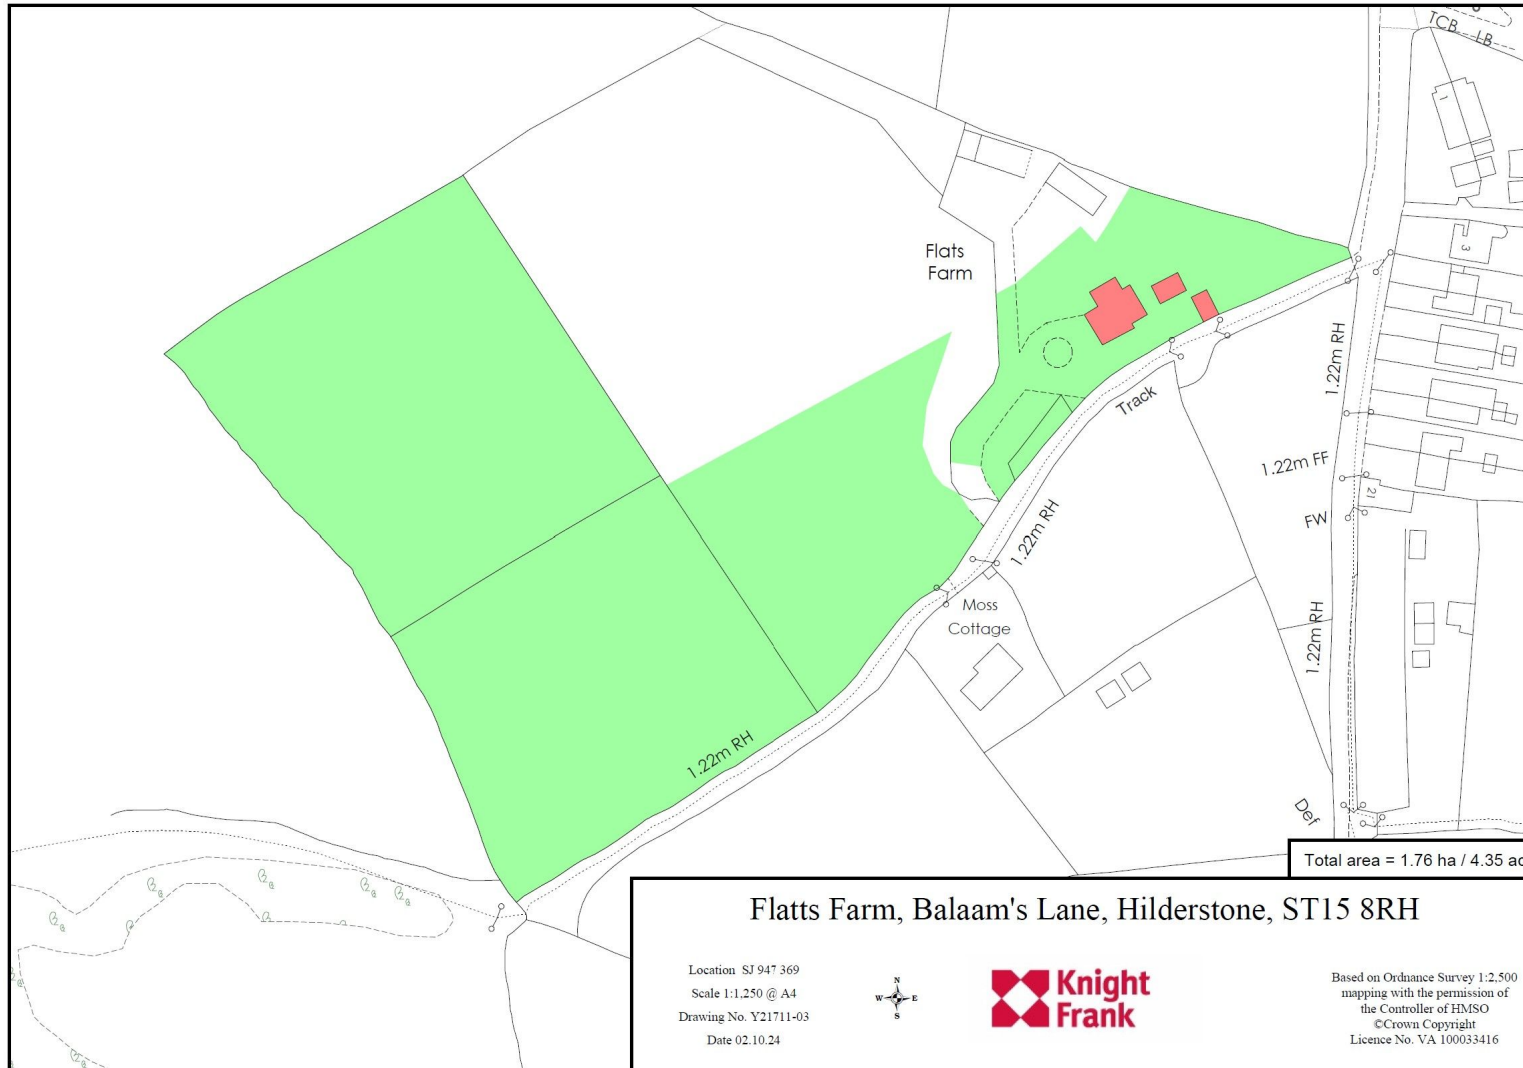 TCB
LB
1
3
Flats
Farm
1.22m RH
Track
1.22m FF
21
FW
1.22m RH
Moss
Cottage
1.22m RH
1.22m RH
Def
Total area = 1.76 ha / 4.35 ac
Flatts Farm, Balaam's Lane, Hilderstone, ST15 8RH
Location SJ 947 369
Scale 1:1,250 @ A4
Drawing No. Y21711-03
Date 02.10.24
N
W
E
S
Knight
Frank
Based on Ordnance Survey 1:2,500
mapping with the permission of
the Controller of HMSO
©Crown Copyright
Licence No. VA 100033416